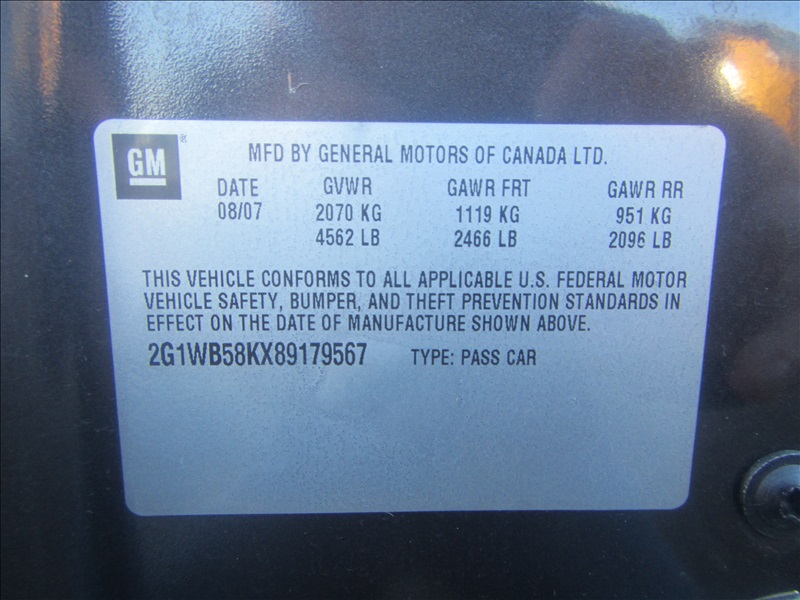 GM®
MFD BY GENERAL MOTORS OF CANADA LTD.
DATE GVWR GAWR FRT GAWR RR
08/07 2070 KG 1119 KG 951 KG
4562 LB 2466 LB 2096 LB
THIS VEHICLE CONFORMS TO ALL APPLICABLE U.S. FEDERAL MOTOR
VEHICLE SAFETY, BUMPER, AND THEFT PREVENTION STANDARDS IN
EFFECT ON THE DATE OF MANUFACTURE SHOWN ABOVE.
2G1WB58KX89179567 TYPE: PASS CAR